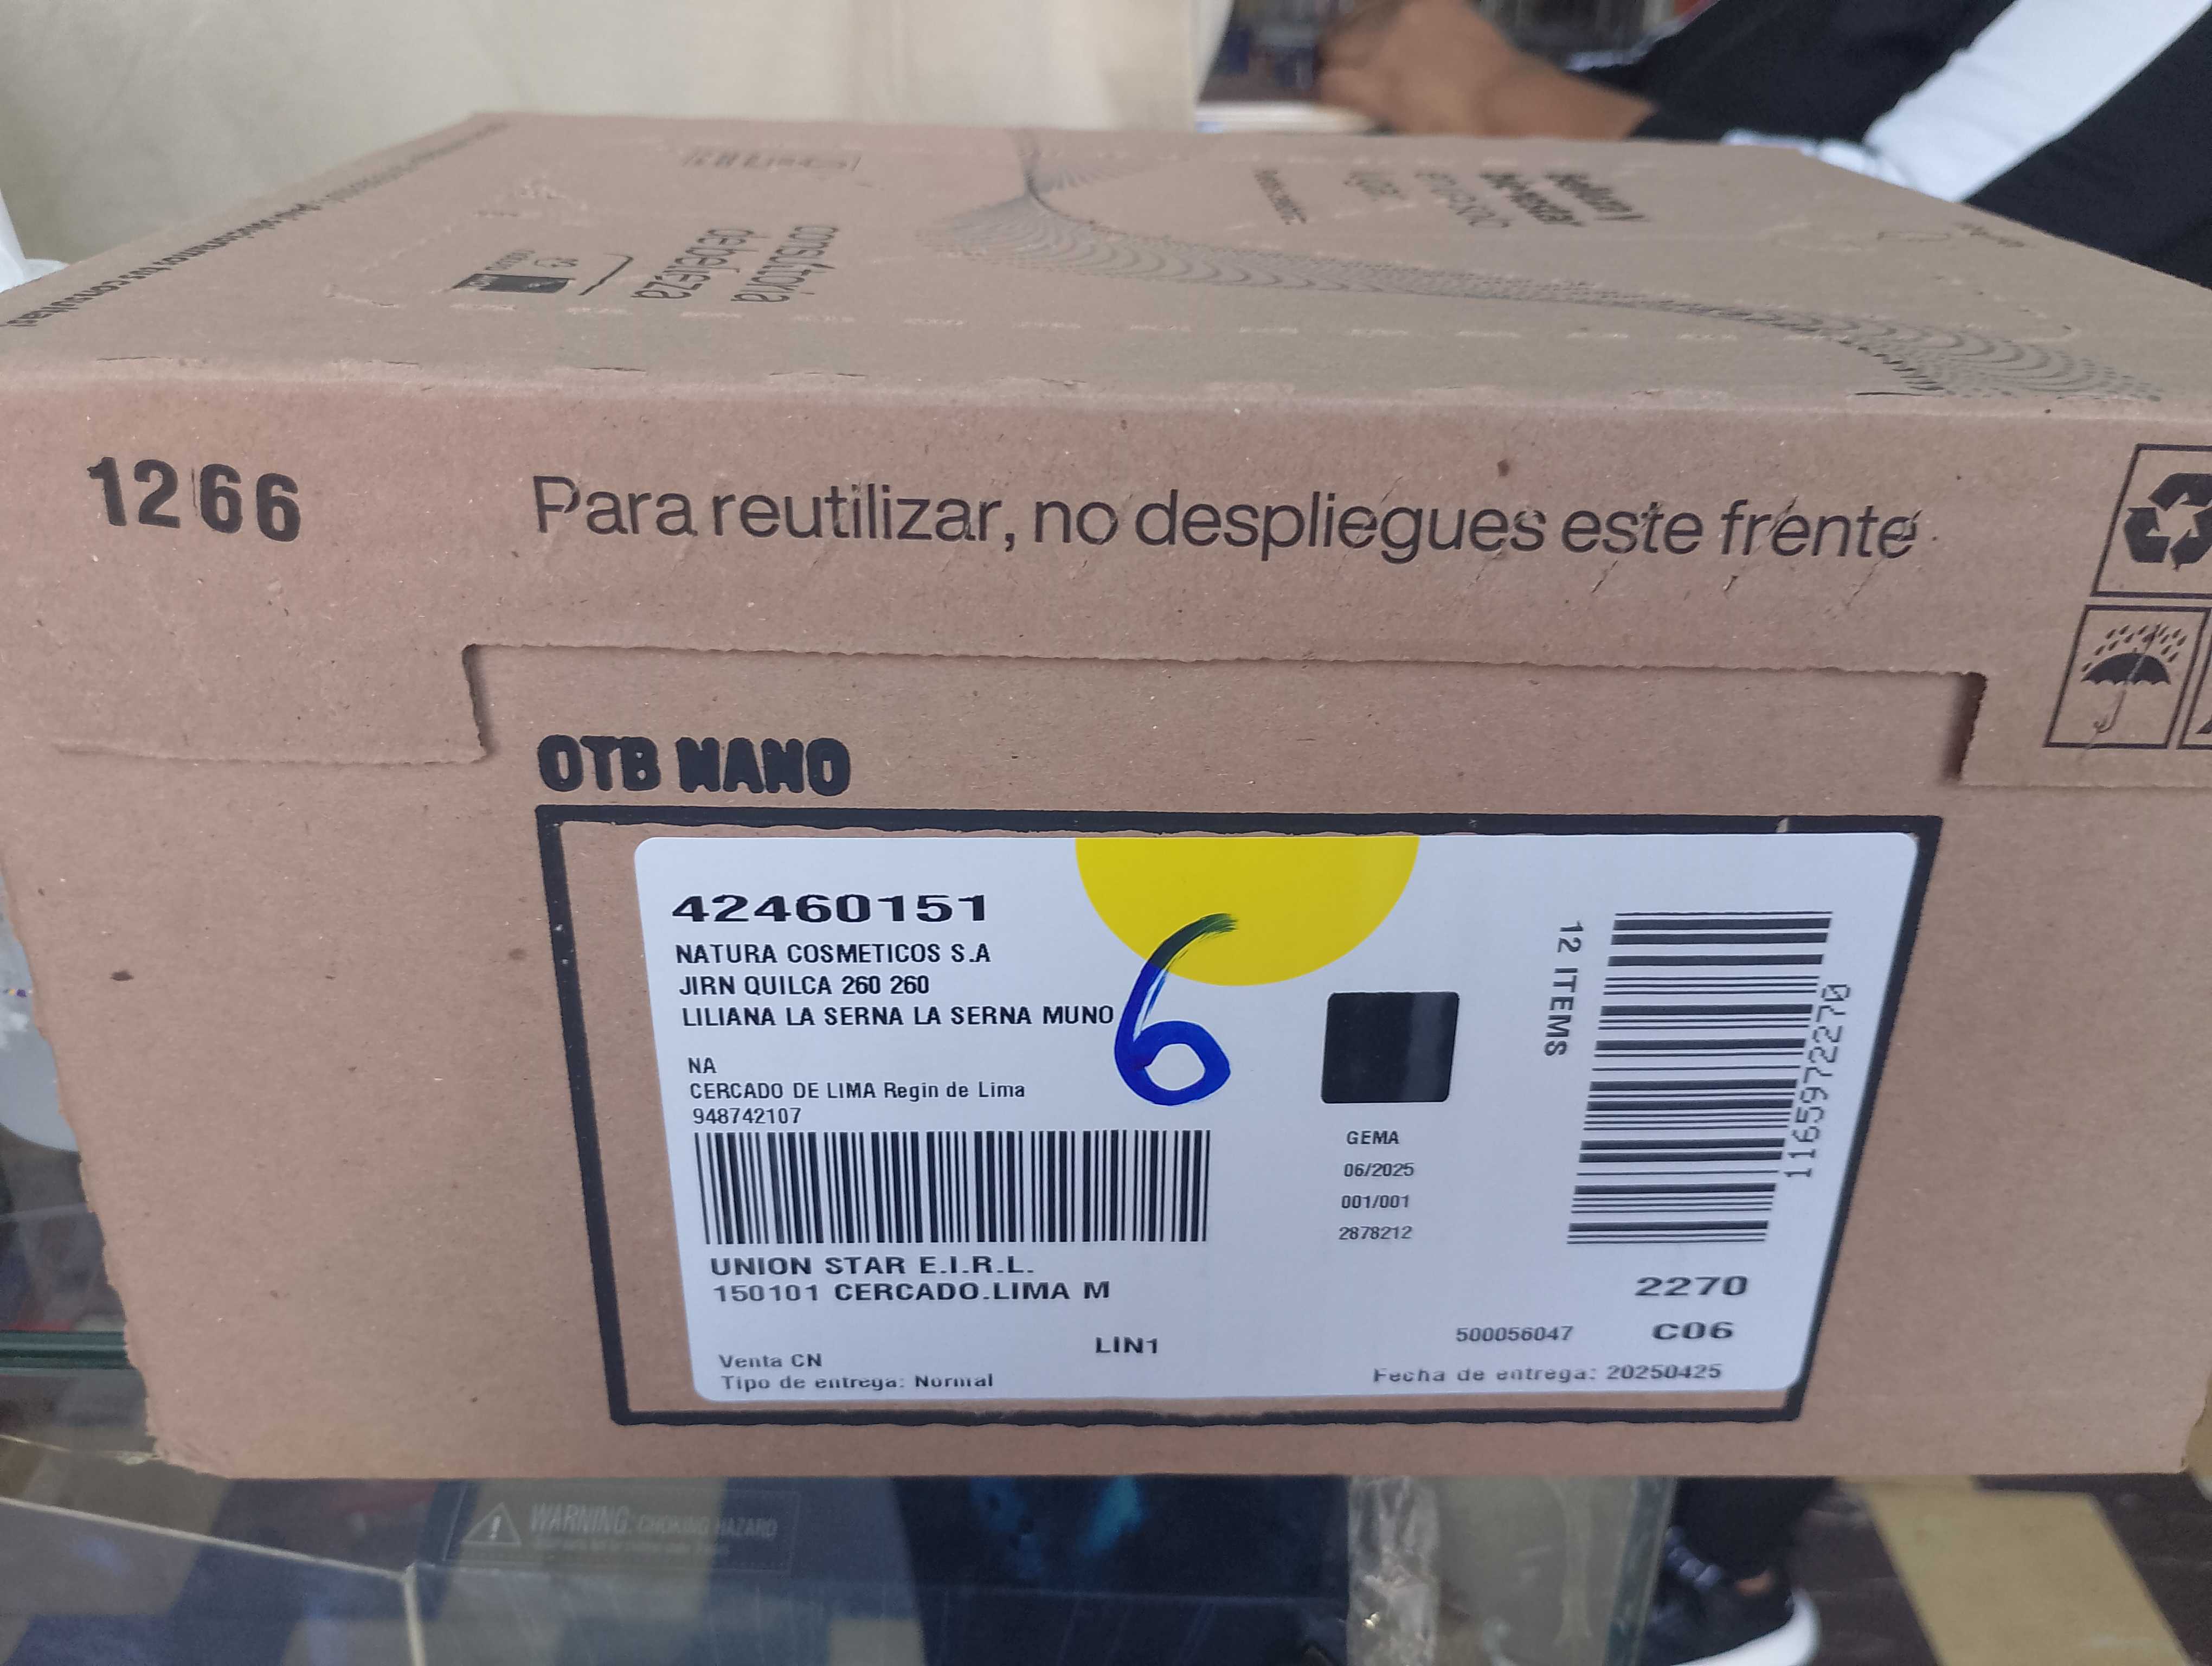 consultoría
de belleza
1266
Para reutilizar, no despliegues este frente
OTB NANO
42460151
NATURA COSMETICOS S.A
JIRN QUILCA 260 260
LILIANA LA SERNA LA SERNA MUNO
6
NA
CERCADO DE LIMA Regin de Lima
948742107
UNION STAR E.I.R.L.
150101 CERCADO.LIMA M
LIN1
Venta CN
Tipo de entrega: Normal
GEMA
06/2025
001/001
2878212
12 ITEMS
1165972270
2270
500056047
C06
Fecha de entrega: 20250425
WARNING: CHOKING HAZARD